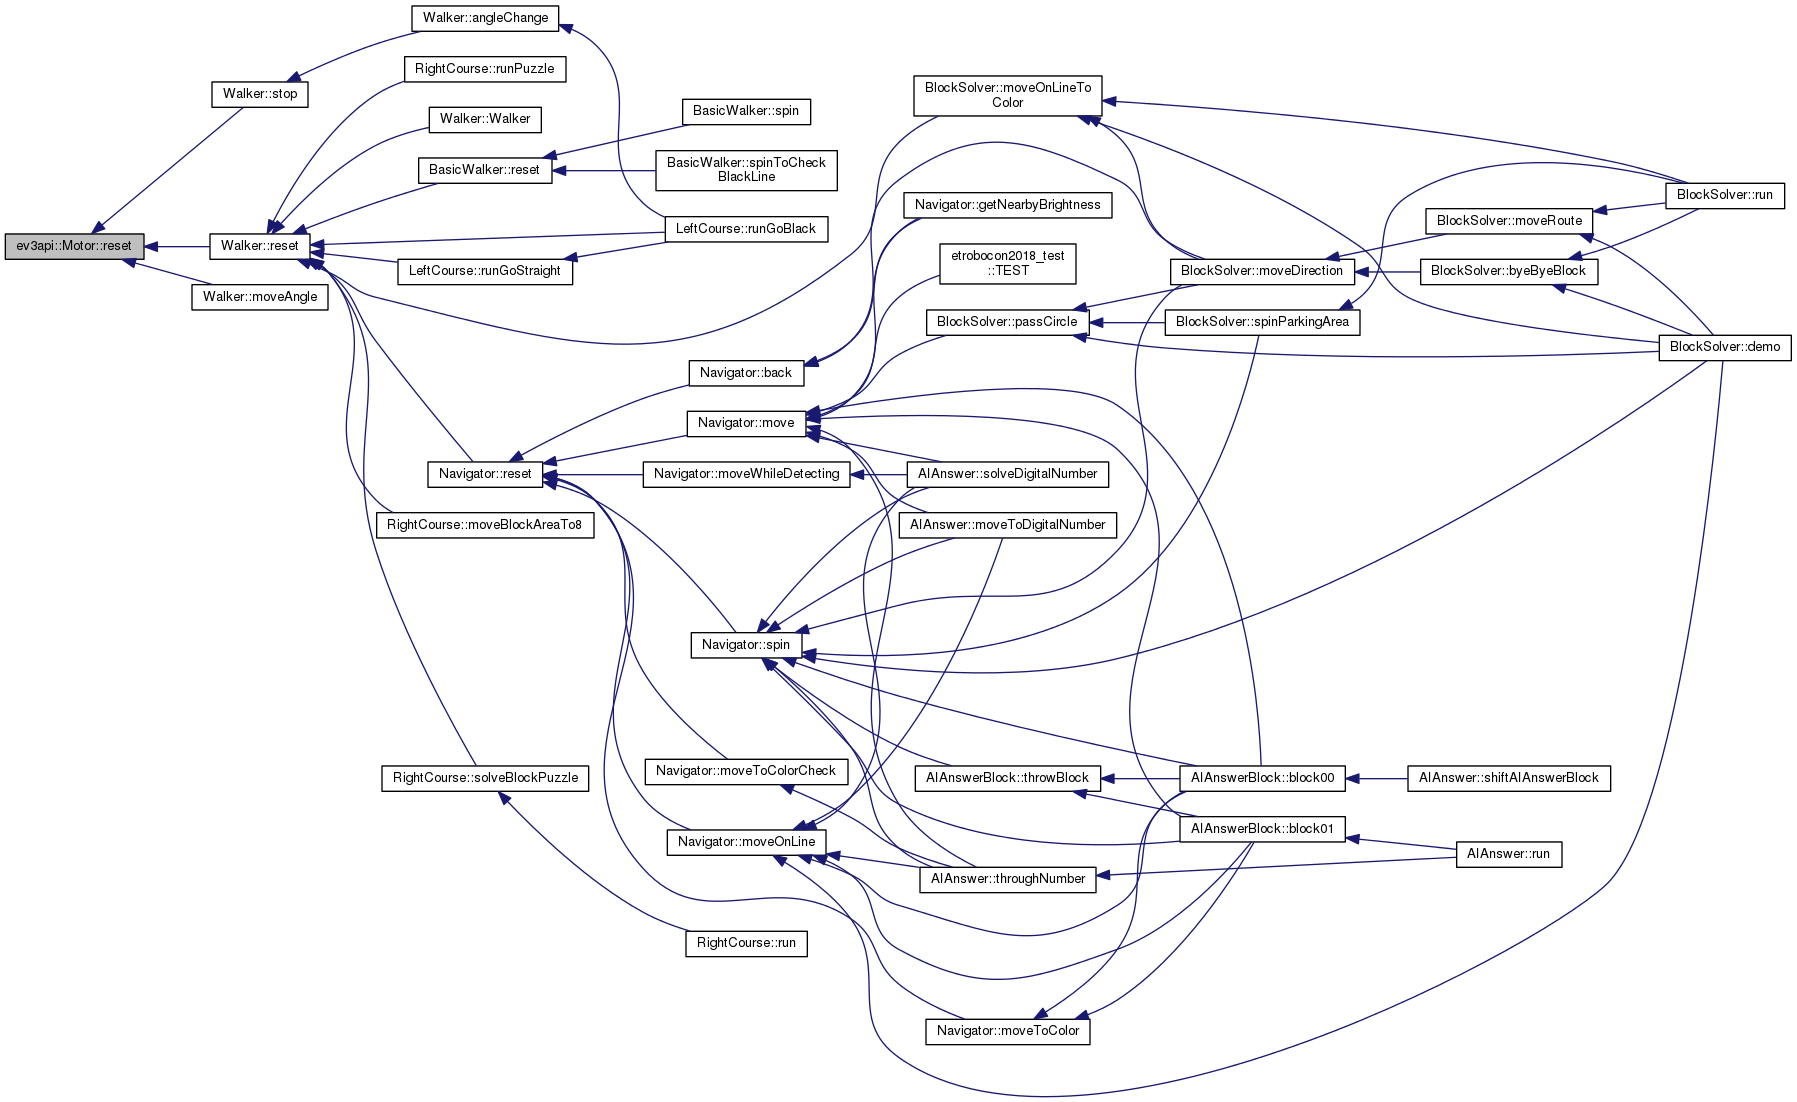 ev3api::Motor::reset
Walker::stop
Walker::reset
Walker::moveAngle
Walker::angleChange
RightCourse::runPuzzle
Walker::Walker
BasicWalker::reset
LeftCourse::runGoStraight
Navigator::reset
RightCourse::moveBlockAreaTo8
RightCourse::solveBlockPuzzle
BasicWalker::spin
BasicWalker::spinToCheck
BlackLine
LeftCourse::runGoBlack
Navigator::back
Navigator::move
Navigator::moveWhileDetecting
Navigator::spin
Navigator::moveToColorCheck
Navigator::moveOnLine
RightCourse::run
BlockSolver::moveOnLineTo
Color
Navigator::getNearbyBrightness
etrobocon2018_test
::TEST
BlockSolver::passCircle
AIAnswer::solveDigitalNumber
AIAnswer::moveToDigitalNumber
AIAnswerBlock::throwBlock
AIAnswer::throughNumber
Navigator::moveToColor
BlockSolver::moveDirection
BlockSolver::spinParkingArea
AIAnswerBlock::block00
AIAnswerBlock::block01
BlockSolver::moveRoute
BlockSolver::byeByeBlock
AIAnswer::shiftAIAnswerBlock
AIAnswer::run
BlockSolver::run
BlockSolver::demo